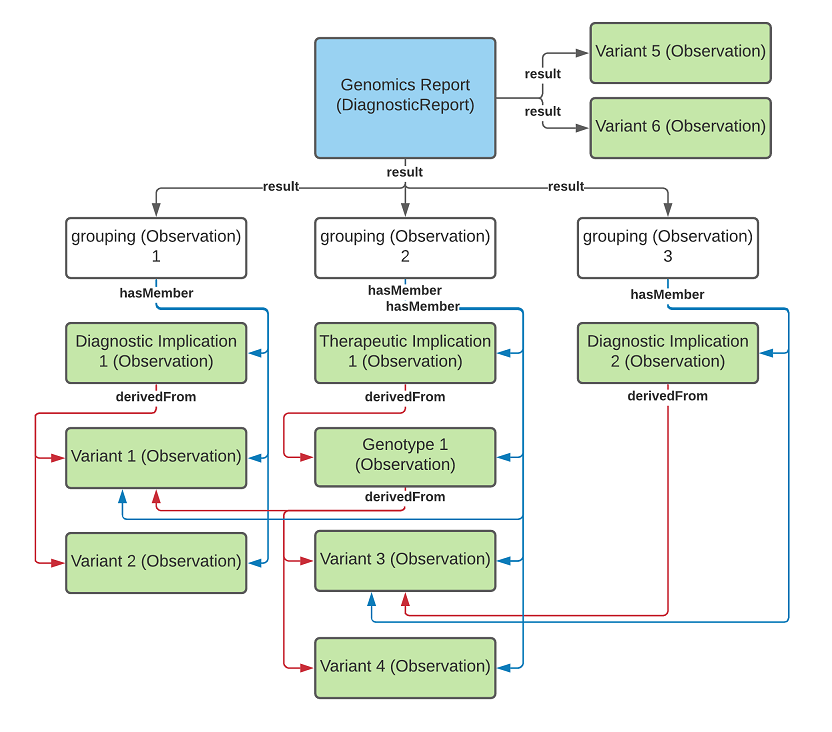 Genomics Report
(DiagnosticReport)
Variant 5 (Observation)
result
result
Variant 6 (Observation)
result
result
result
grouping (Observation)
1
grouping (Observation)
2
grouping (Observation)
3
hasMember
hasMember
hasMember
hasMember
Diagnostic Implication
1 (Observation)
Therapeutic Implication
1 (Observation)
Diagnostic Implication
2 (Observation)
derivedFrom
derivedFrom
derivedFrom
Variant 1 (Observation)
Genotype 1
(Observation)
derivedFrom
Variant 2 (Observation)
Variant 3 (Observation)
Variant 4 (Observation)